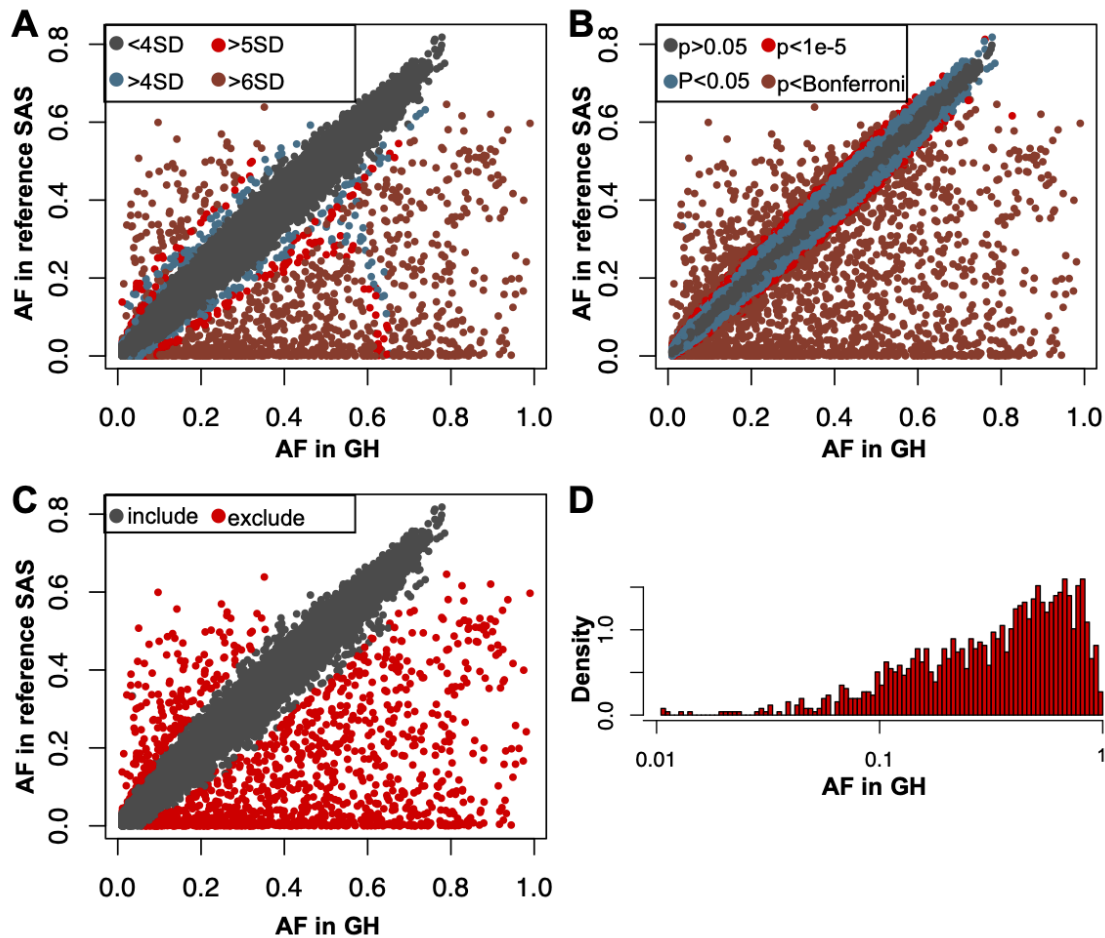 A
<4SD >5SD
>4SD >6SD
AF in reference SAS
0.0 0.2 0.4 0.6 0.8
0.0 0.2 0.4 0.6 0.8 1.0
AF in GH
B
p>0.05 p<1e-5
P<0.05 p<Bonferroni
AF in reference SAS
0.0 0.2 0.4 0.6 0.8
0.0 0.2 0.4 0.6 0.8 1.0
AF in GH
C
include exclude
AF in reference SAS
0.0 0.2 0.4 0.6 0.8
0.0 0.2 0.4 0.6 0.8 1.0
AF in GH
D
Density
0.0 1.0
0.01 0.1 1
AF in GH